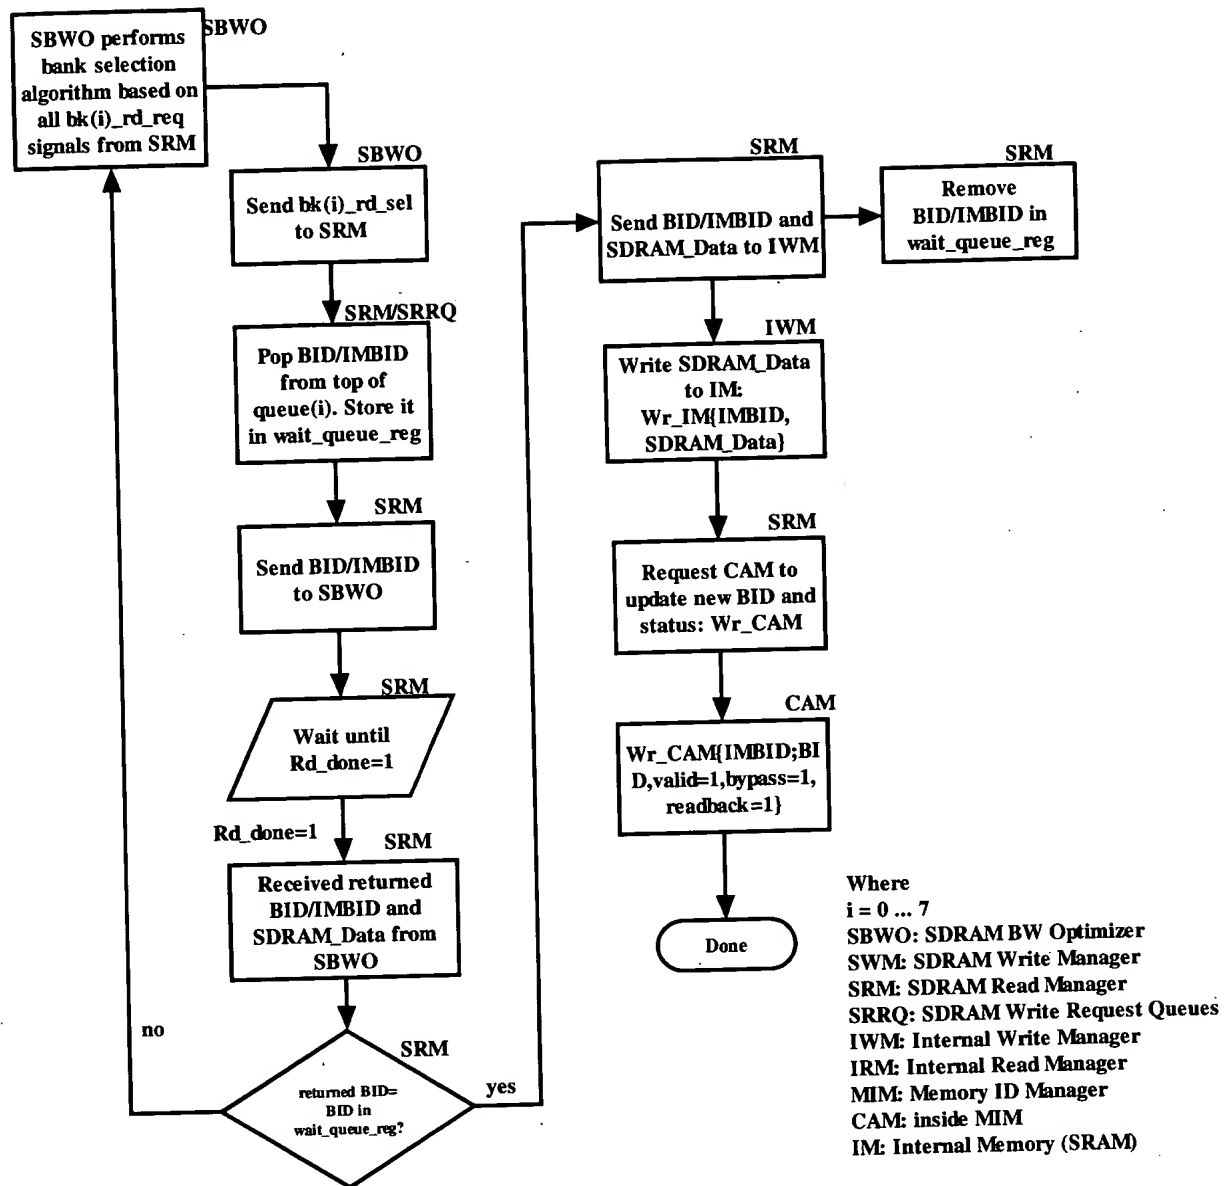 SBWO
SBWO performs
bank selection
algorithm based on
all bk(i)_rd_req
signals from SRM
SBWO
Send bk(i)_rd_sel
to SRM
SRM/SRRQ
Pop BID/IMBID
from top of
queue(i). Store it
in wait_queue_reg
SRM
Send BID/IMBID
to SBWO
SRM
Wait until
Rd_done=1
Rd_done=1
SRM
Received returned
BID/IMBID and
SDRAM_Data from
SBWO
SRM
returned BID=
BID in
wait_queue_reg?
no
yes
SRM
Send BID/IMBID and
SDRAM_Data to IWM
SRM
Remove
BID/IMBID in
wait_queue_reg
IWM
Write SDRAM_Data
to IM:
Wr_IM{IMBID,
SDRAM_Data}
SRM
Request CAM to
update new BID and
status: Wr_CAM
CAM
Wr_CAM{IMBID;BI
D,valid=1,bypass=1,
readback=1}
Done
Where
i = 0 ... 7
SBWO: SDRAM BW Optimizer
SWM: SDRAM Write Manager
SRM: SDRAM Read Manager
SRRQ: SDRAM Write Request Queues
IWM: Internal Write Manager
IRM: Internal Read Manager
MIM: Memory ID Manager
CAM: inside MIM
IM: Internal Memory (SRAM)